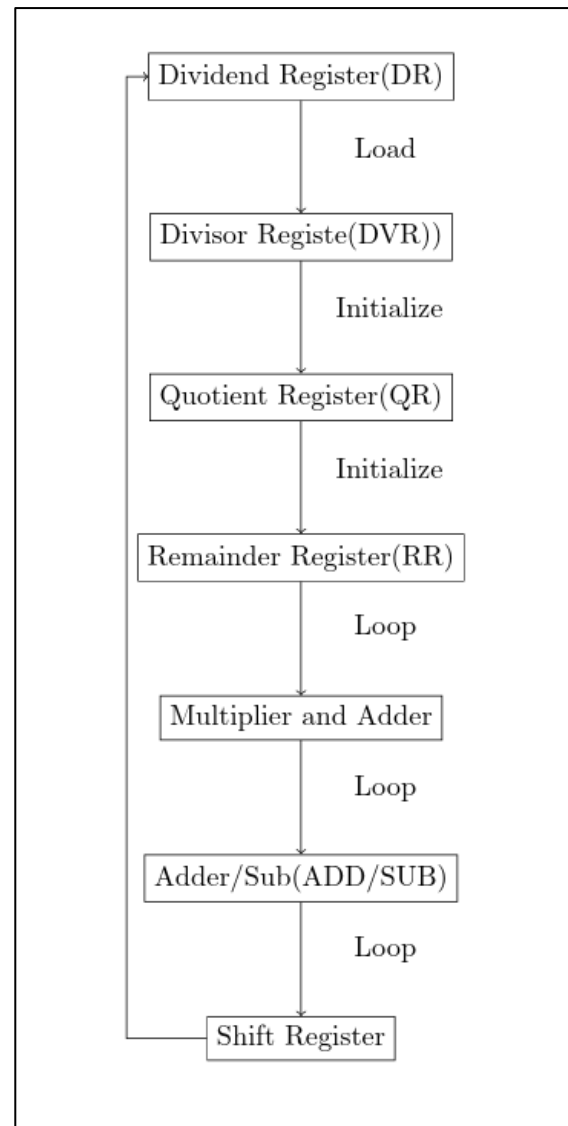 Dividend Register(DR)
Load
Divisor Registe(DVR))
Initialize
Quotient Register(QR)
Initialize
Remainder Register(RR)
Loop
Multiplier and Adder
Loop
Adder/Sub(ADD/SUB)
Loop
Shift Register